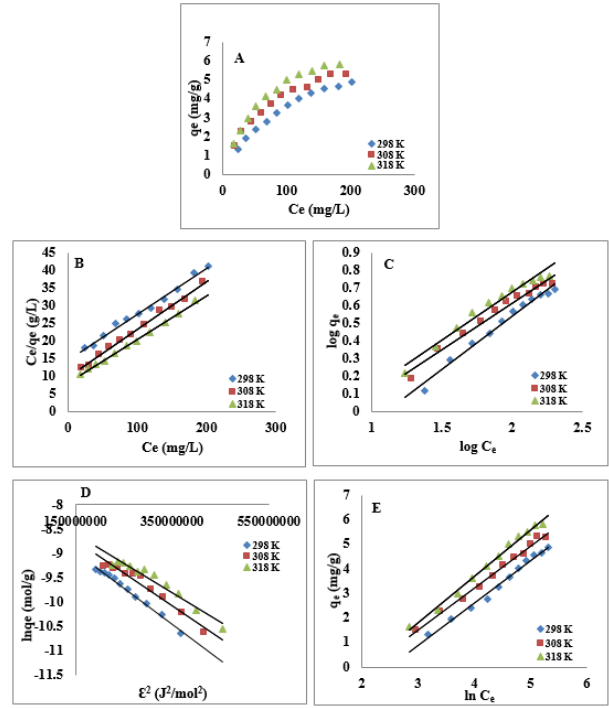 A
7
6
5
4
3
2
1
0
qe (mg/g)
298 K
308 K
318 K
0 100 200 300
Ce (mg/L)
B
45
40
35
30
25
20
15
10
5
0
Ce/qe (g/L)
298 K
308 K
318 K
0 100 200 300
Ce (mg/L)
C
0.9
0.8
0.7
0.6
0.5
0.4
0.3
0.2
0.1
0
log qₑ
298 K
308 K
318 K
1 1.5 2 2.5
log Cₑ
D
-8
150000000 350000000 550000000
-8.5
-9
-9.5
-10
-10.5
-11
-11.5
lnqe (mol/g)
298 K
308 K
318 K
Ɛ² (J²/mol²)
E
7
6
5
4
3
2
1
0
qₑ (mg/g)
298 K
308 K
318 K
2 3 4 5 6
ln Cₑ